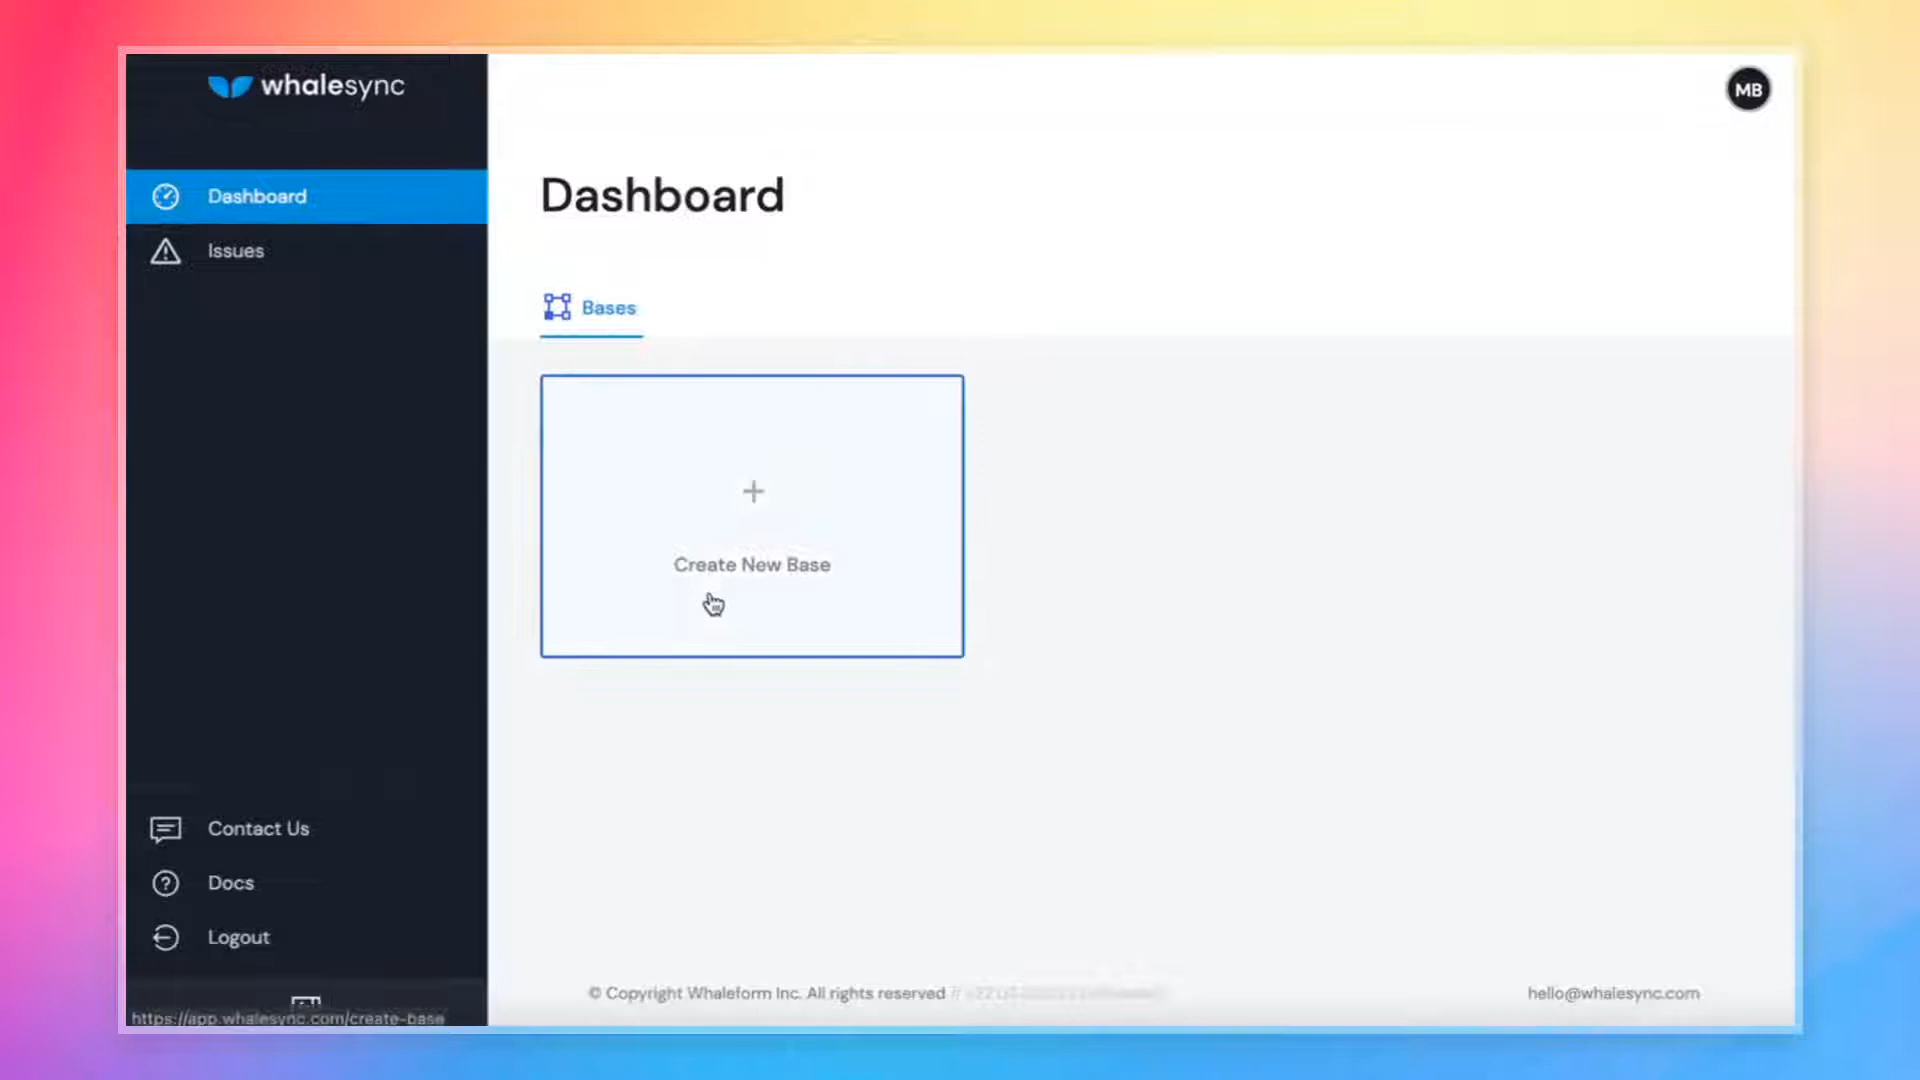 whalesync
MB
Dashboard
Issues
Dashboard
Bases
Create New Base
Contact Us
Docs
Logout
© Copyright Whaleform Inc. All rights reserved //
hello@whalesync.com
https://app.whalesync.com/create-base